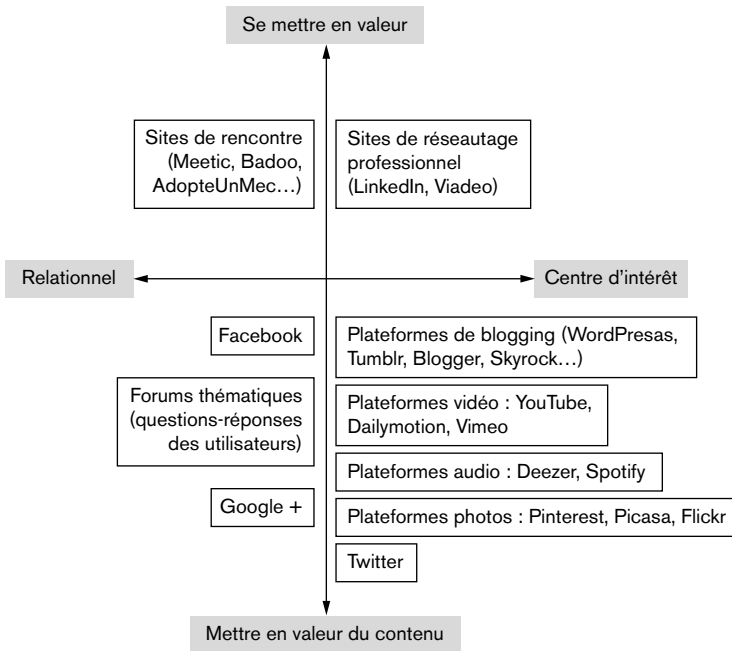 Se mettre en valeur
Sites de rencontre
(Meetic, Badoo,
AdopteUnMec…)
Sites de réseautage
professionnel
(LinkedIn, Viadeo)
Relationnel
Centre d'intérêt
Facebook
Plateformes de blogging (WordPresas,
Tumblr, Blogger, Skyrock…)
Forums thématiques
(questions-réponses
des utilisateurs)
Plateformes vidéo : YouTube,
Dailymotion, Vimeo
Plateformes audio : Deezer, Spotify
Google +
Plateformes photos : Pinterest, Picasa, Flickr
Twitter
Mettre en valeur du contenu